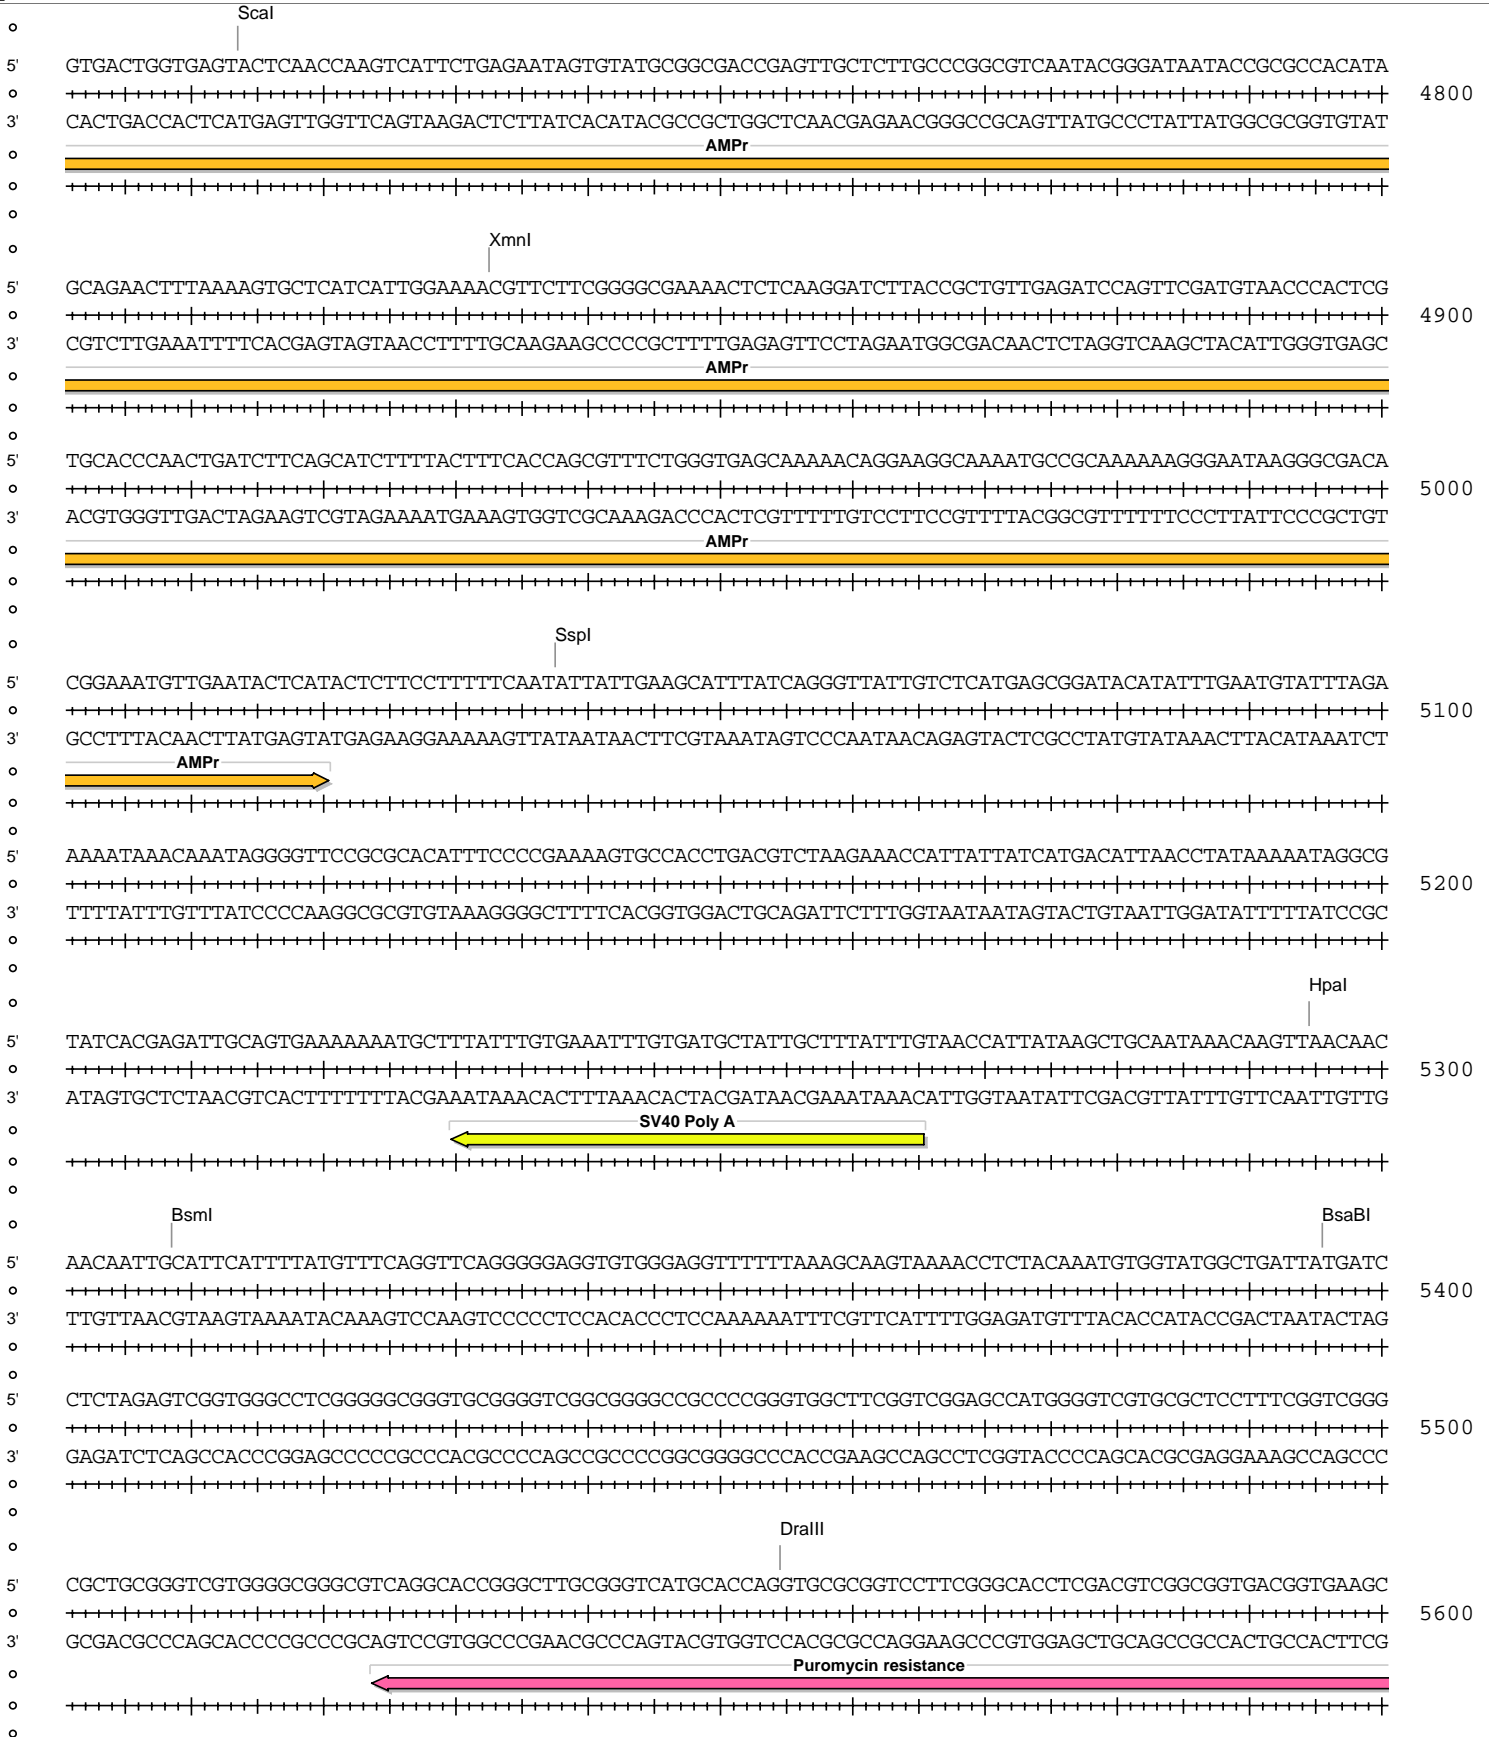 ScaI
5' GTGACTGGTGAGTACTCAACCAAGTCATTCTGAGAATAGTGTATGCGGCGACCGAGTTGCTCTTGCCCGGCGTCAATACGGGATAATACCGCGCCACATA
4800
3' CACTGACCACTCATGAGTTGGTTCAGTAAGACTCTTATCACATACGCCGCTGGCTCAACGAGAACGGGCCGCAGTTATGCCCTATTATGGCGCGGTGTAT
AMPr
XmnI
5' GCAGAACTTTAAAAGTGCTCATCATTGGAAAACGTTCTTCGGGGCGAAAACTCTCAAGGATCTTACCGCTGTTGAGATCCAGTTCGATGTAACCCACTCG
4900
3' CGTCTTGAAATTTTCACGAGTAGTAACCTTTTGCAAGAAGCCCCGCTTTTGAGAGTTCCTAGAATGGCGACAACTCTAGGTCAAGCTACATTGGGTGAGC
AMPr
5' TGCACCCAACTGATCTTCAGCATCTTTTACTTTCACCAGCGTTTCTGGGTGAGCAAAAACAGGAAGGCAAAATGCCGCAAAAAAGGGAATAAGGGCGACA
5000
3' ACGTGGGTTGACTAGAAGTCGTAGAAAATGAAAGTGGTCGCAAAGACCCACTCGTTTTTGTCCTTCCGTTTTACGGCGTTTTTTCCCTTATTCCCGCTGT
AMPr
SspI
5' CGGAAATGTTGAATACTCATACTCTTCCTTTTTCAATATTATTGAAGCATTTATCAGGGTTATTGTCTCATGAGCGGATACATATTTGAATGTATTTAGA
5100
3' GCCTTTACAACTTATGAGTATGAGAAGGAAAAAGTTATAATAACTTCGTAAATAGTCCCAATAACAGAGTACTCGCCTATGTATAAACTTACATAAATCT
AMPr
5' AAAATAAACAAATAGGGGTTCCGCGCACATTTCCCCGAAAAGTGCCACCTGACGTCTAAGAAACCATTATTATCATGACATTAACCTATAAAAATAGGCG
5200
3' TTTTATTTGTTTATCCCCAAGGCGCGTGTAAAGGGGCTTTTCACGGTGGACTGCAGATTCTTTGGTAATAATAGTACTGTAATTGGATATTTTTATCCGC
HpaI
5' TATCACGAGATTGCAGTGAAAAAAATGCTTTATTTGTGAAATTTGTGATGCTATTGCTTTATTTGTAACCATTATAAGCTGCAATAAACAAGTTAACAAC
5300
3' ATAGTGCTCTAACGTCACTTTTTTTACGAAATAAACACTTTAAACACTACGATAACGAAATAAACATTGGTAATATTCGACGTTATTTGTTCAATTGTTG
SV40 Poly A
BsmI BsaBI
5' AACAATTGCATTCATTTTATGTTTCAGGTTCAGGGGGAGGTGTGGGAGGTTTTTTAAAGCAAGTAAAACCTCTACAAATGTGGTATGGCTGATTATGATC
5400
3' TTGTTAACGTAAGTAAAATACAAAGTCCAAGTCCCCCTCCACACCCTCCAAAAAATTTCGTTCATTTTGGAGATGTTTACACCATACCGACTAATACTAG
5' CTCTAGAGTCGGTGGGCCTCGGGGGCGGGTGCGGGGTCGGCGGGGCCGCCCCGGGTGGCTTCGGTCGGAGCCATGGGGTCGTGCGCTCCTTTCGGTCGGG
5500
3' GAGATCTCAGCCACCCGGAGCCCCCGCCCACGCCCCAGCCGCCCCGGCGGGGCCCACCGAAGCCAGCCTCGGTACCCCAGCACGCGAGGAAAGCCAGCCC
DraIII
5' CGCTGCGGGTCGTGGGGCGGGCGTCAGGCACCGGGCTTGCGGGTCATGCACCAGGTGCGCGGTCCTTCGGGCACCTCGACGTCGGCGGTGACGGTGAAGC
5600
3' GCGACGCCCAGCACCCCGCCCGCAGTCCGTGGCCCGAACGCCCAGTACGTGGTCCACGCGCCAGGAAGCCCGTGGAGCTGCAGCCGCCACTGCCACTTCG
Puromycin resistance